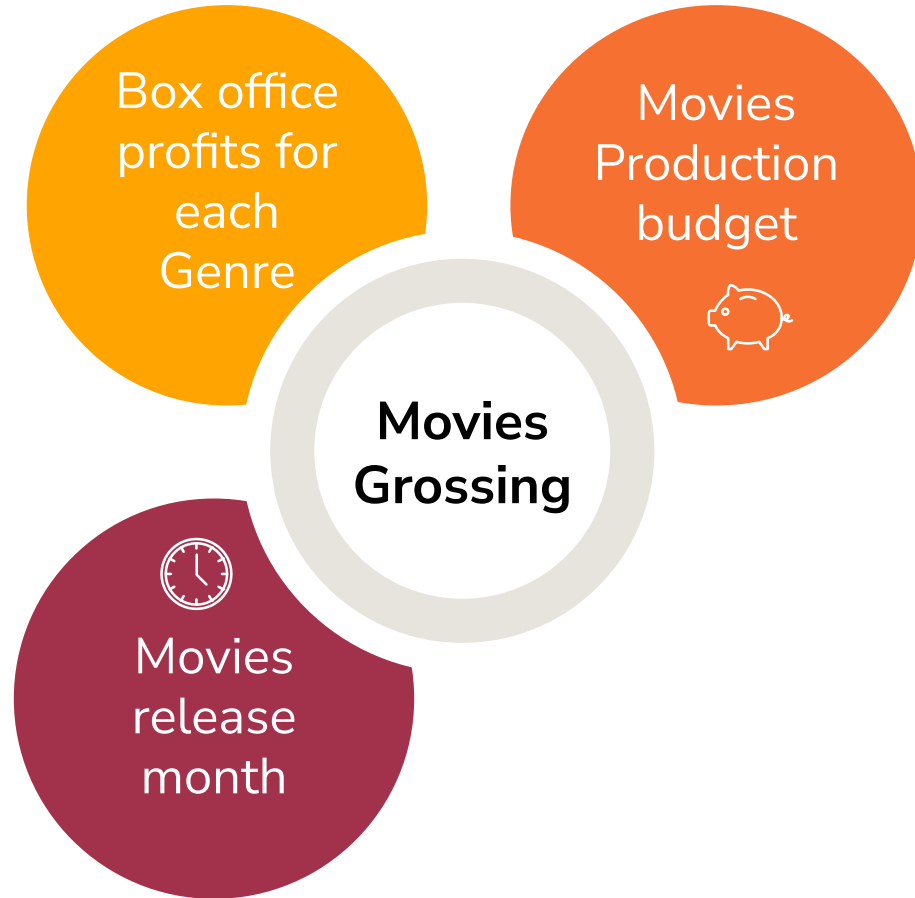 Box office
profits for
each
Genre
Movies
Production
budget
Movies
Grossing
Movies
release
month